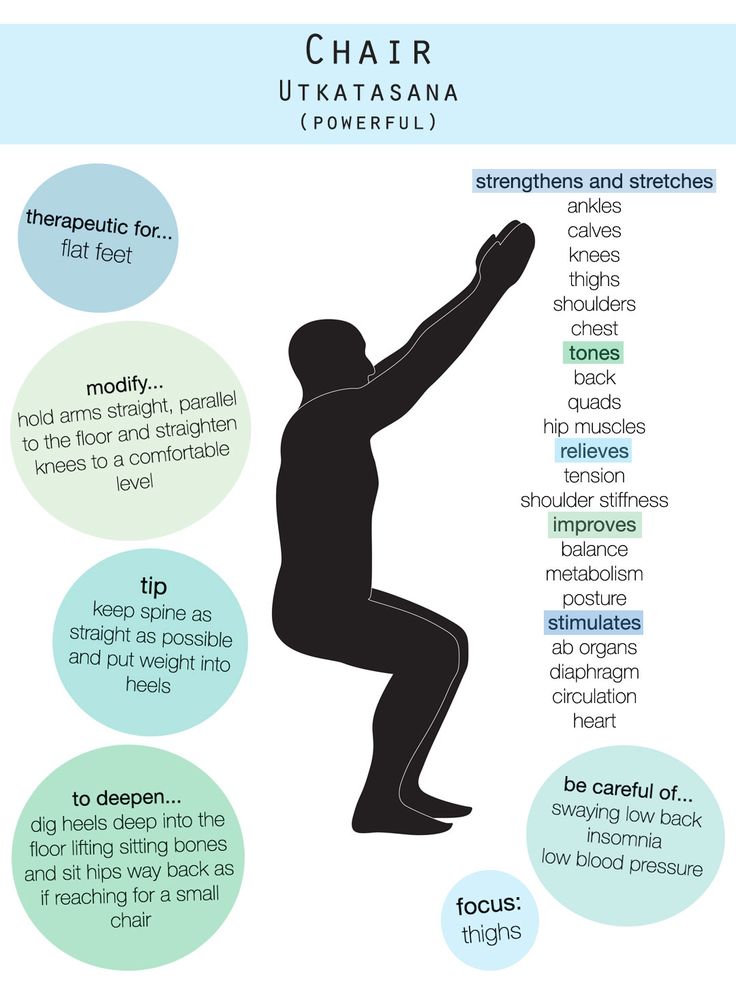 CHAIR
UTKATASANA
(POWERFUL)
therapeutic for...
flat feet
modify...
hold arms straight, parallel
to the floor and straighten
knees to a comfortable
level
tip
keep spine as
straight as possible
and put weight into
heels
to deepen...
dig heels deep into the
floor lifting sitting bones
and sit hips way back as
if reaching for a small
chair
strengthens and stretches
ankles
calves
knees
thighs
shoulders
chest
tones
back
quads
hip muscles
relieves
tension
shoulder stiffness
improves
balance
metabolism
posture
stimulates
ab organs
diaphragm
circulation
heart
be careful of...
swaying low back
insomnia
low blood pressure
focus:
thighs